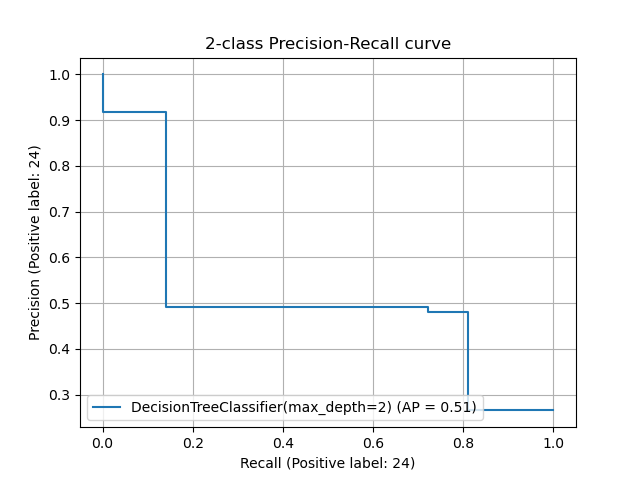 2-class Precision-Recall curve
1.0
0.9
0.8
0.7
0.6
0.5
0.4
0.3
Precision (Positive label: 24)
DecisionTreeClassifier(max_depth=2) (AP = 0.51)
0.0 0.2 0.4 0.6 0.8 1.0
Recall (Positive label: 24)